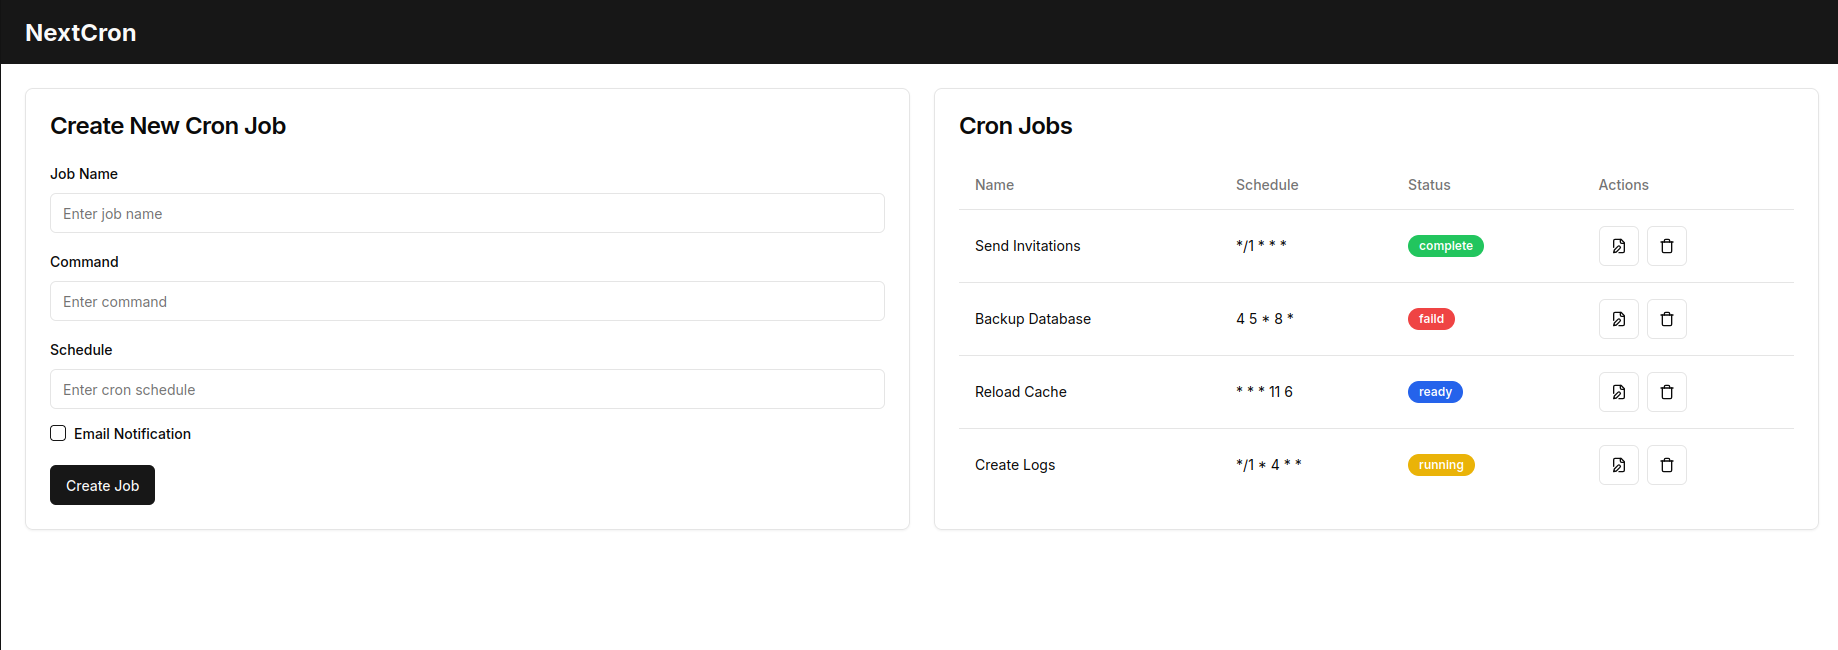 NextCron
Create New Cron Job
Job Name
Enter job name
Command
Enter command
Schedule
Enter cron schedule
Email Notification
Create Job
Cron Jobs
Name Schedule Status Actions
Send Invitations */1 * * * complete
Backup Database 4 5 * 8 * faild
Reload Cache * * * 11 6 ready
Create Logs */1 * 4 * * running